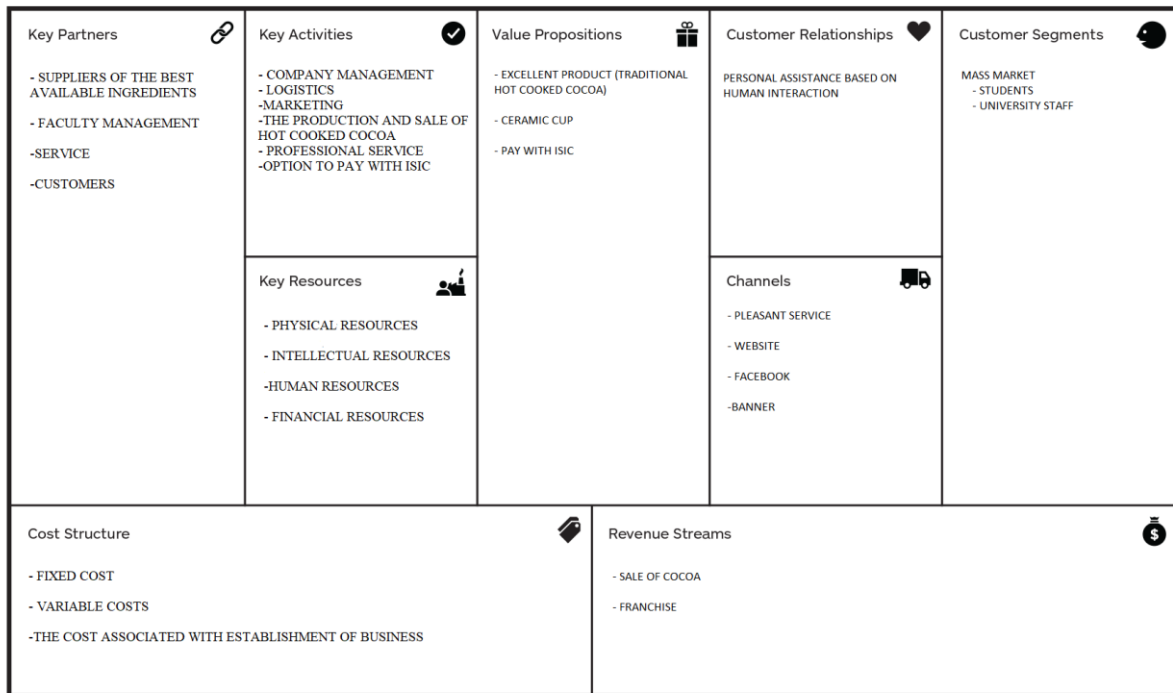 Key Partners
- SUPPLIERS OF THE BEST
AVAILABLE INGREDIENTS
- FACULTY MANAGEMENT
-SERVICE
-CUSTOMERS
Key Activities
- COMPANY MANAGEMENT
- LOGISTICS
-MARKETING
-THE PRODUCTION AND SALE OF
HOT COOKED COCOA
- PROFESSIONAL SERVICE
-OPTION TO PAY WITH ISIC
Key Resources
- PHYSICAL RESOURCES
- INTELLECTUAL RESOURCES
-HUMAN RESOURCES
- FINANCIAL RESOURCES
Value Propositions
- EXCELLENT PRODUCT (TRADITIONAL
HOT COOKED COCOA)
- CERAMIC CUP
- PAY WITH ISIC
Customer Relationships
PERSONAL ASSISTANCE BASED ON
HUMAN INTERACTION
Channels
- PLEASANT SERVICE
- WEBSITE
- FACEBOOK
-BANNER
Customer Segments
MASS MARKET
- STUDENTS
- UNIVERSITY STAFF
Cost Structure
- FIXED COST
- VARIABLE COSTS
-THE COST ASSOCIATED WITH ESTABLISHMENT OF BUSINESS
Revenue Streams
$
- SALE OF COCOA
- FRANCHISE